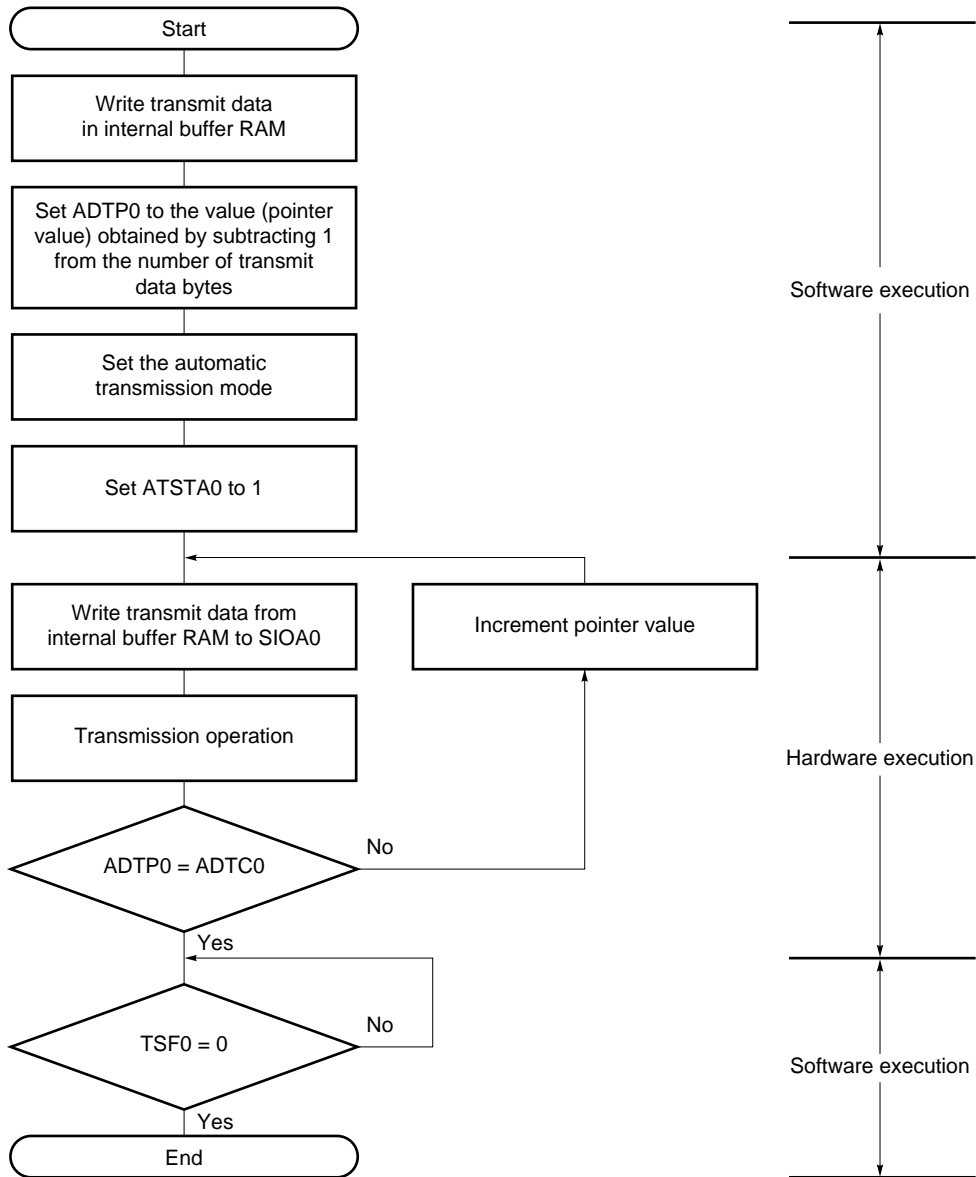 Start
Write transmit data
in internal buffer RAM
Set ADTP0 to the value (pointer
value) obtained by subtracting 1
from the number of transmit
data bytes
Software execution
Set the automatic
transmission mode
Set ATSTA0 to 1
Write transmit data from
internal buffer RAM to SIOA0
Increment pointer value
Transmission operation
Hardware execution
ADTP0 = ADTC0
No
Yes
TSF0 = 0
No
Software execution
Yes
End